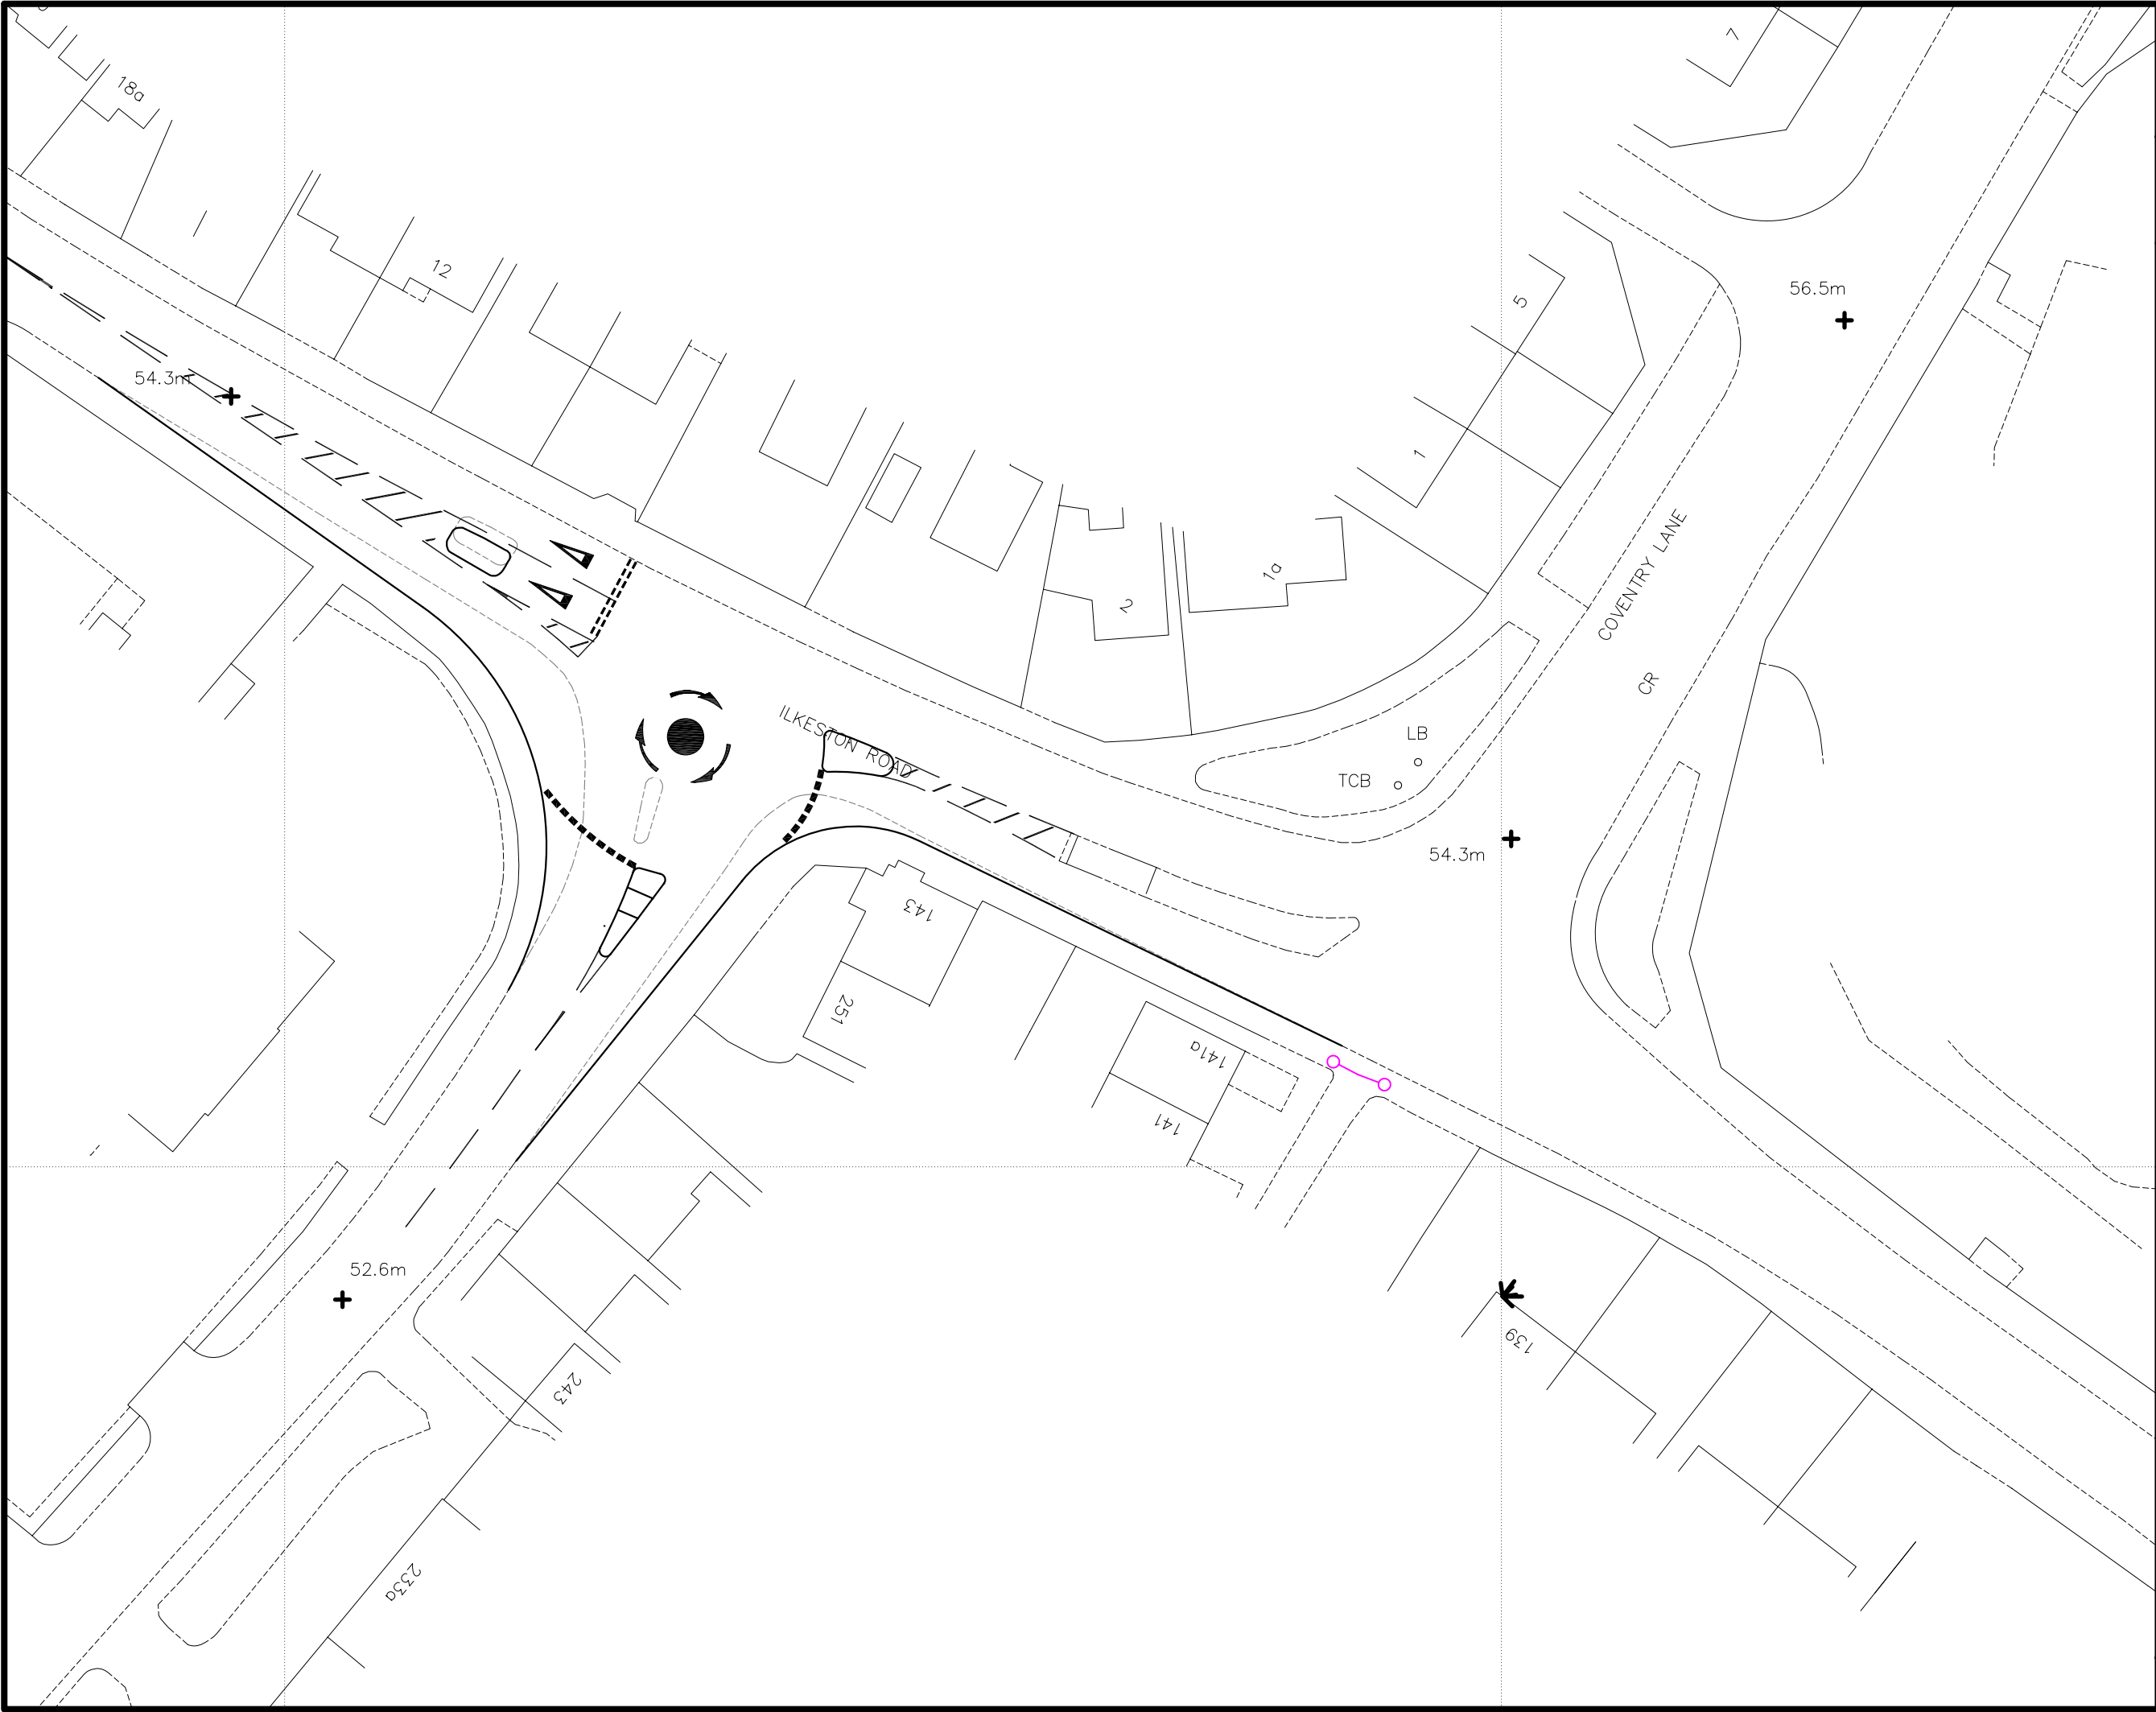 18a
7
12
56.5m
5
54.3m
1
COVENTRY LANE
1a
2
CR
ILKESTON ROAD
LB
TCB
54.3m
143
251
141a
141
52.6m
139
243
233a